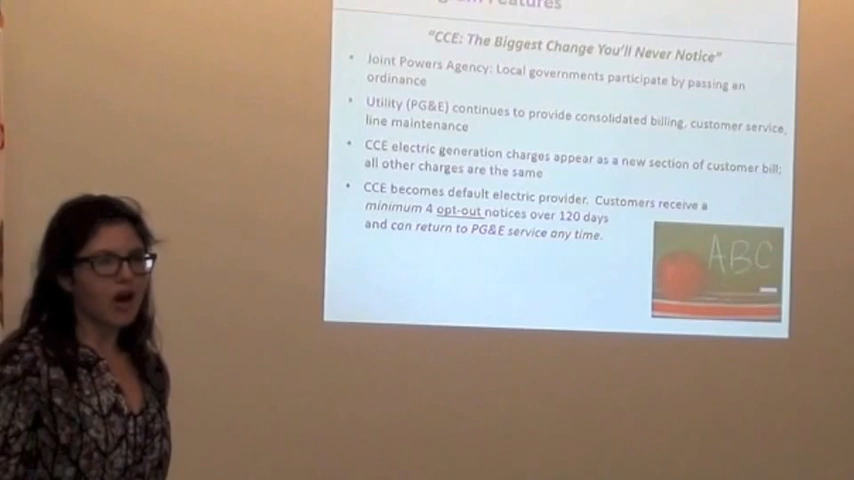 Features
"CCE: The Biggest Change You'll Never Notice"
• Joint Powers Agency: Local governments participate by passing an
ordinance
• Utility (PG&E) continues to provide consolidated billing, customer service,
line maintenance
• CCE electric generation charges appear as a new section of customer bill;
all other charges are the same
• CCE becomes default electric provider. Customers receive a
minimum 4 opt-out notices over 120 days
and can return to PG&E service any time.
ABC